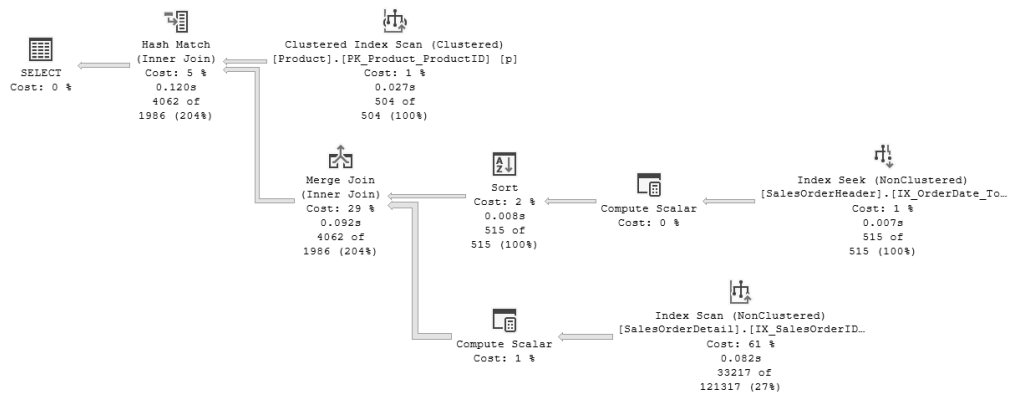 SELECT
Cost: 0 %
Hash Match
(Inner Join)
Cost: 5 %
0.120s
4062 of
1986 (204%)
Clustered Index Scan (Clustered)
[Product].[PK_Product_ProductID] [p]
Cost: 1 %
0.027s
504 of
504 (100%)
Merge Join
(Inner Join)
Cost: 29 %
0.092s
4062 of
1986 (204%)
Sort
Cost: 2 %
0.008s
515 of
515 (100%)
Compute Scalar
Cost: 0 %
Index Seek (NonClustered)
[SalesOrderHeader].[IX_OrderDate_To…
Cost: 1 %
0.007s
515 of
515 (100%)
Compute Scalar
Cost: 1 %
Index Scan (NonClustered)
[SalesOrderDetail].[IX_SalesOrderID…
Cost: 61 %
0.082s
33217 of
121317 (27%)